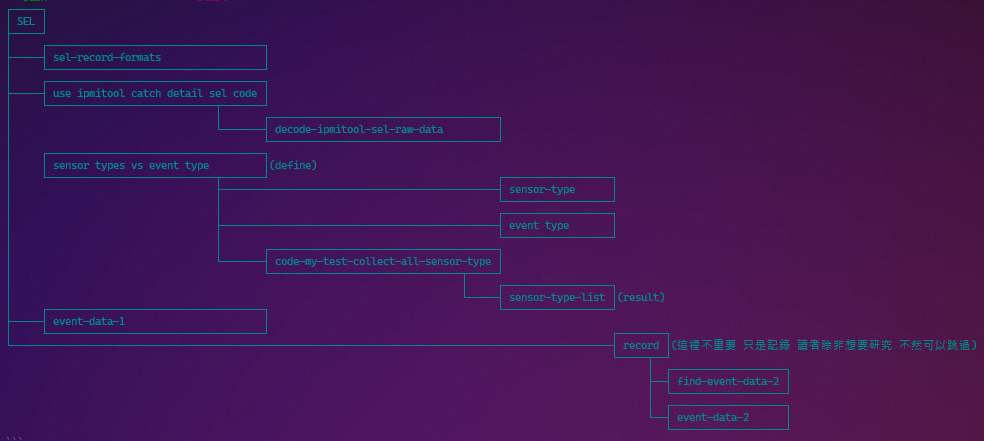 SEL
sel-record-formats
use ipmitool catch detail sel code
decode-ipmitool-sel-raw-data
sensor types vs event type (define)
sensor-type
event type
code-my-test-collect-all-sensor-type
sensor-type-list (result)
event-data-1
record (這裡不重要 只是記錄 讀者除非想要研究 不然可以跳過)
find-event-data-2
event-data-2
```